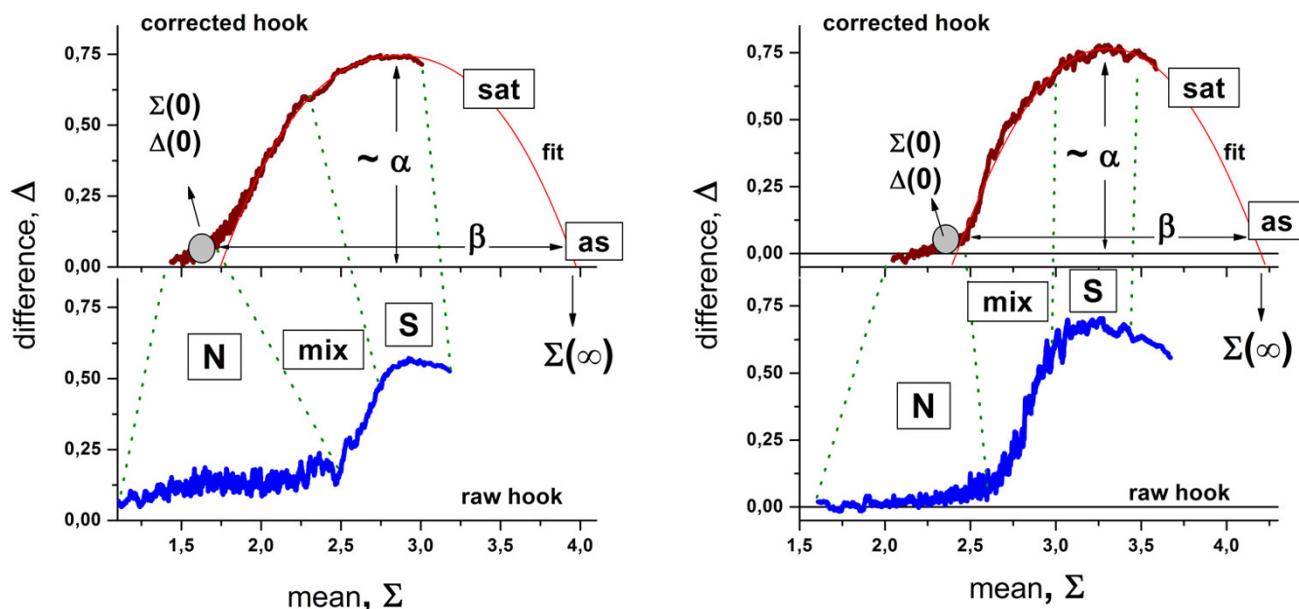 corrected hook
0,75
0,50
0,25
0,00
Σ(0)
Δ(0)
sat
fit
~ α
β
as
Σ(∞)
difference, Δ
0,75
0,50
0,25
0,00
N
mix
S
raw hook
1,5
2,0
2,5
3,0
3,5
4,0
mean, Σ
corrected hook
0,75
0,50
0,25
0,00
Σ(0)
Δ(0)
sat
fit
~ α
β
as
Σ(∞)
difference, Δ
0,75
0,50
0,25
0,00
N
mix
S
raw hook
1,5
2,0
2,5
3,0
3,5
4,0
mean, Σ